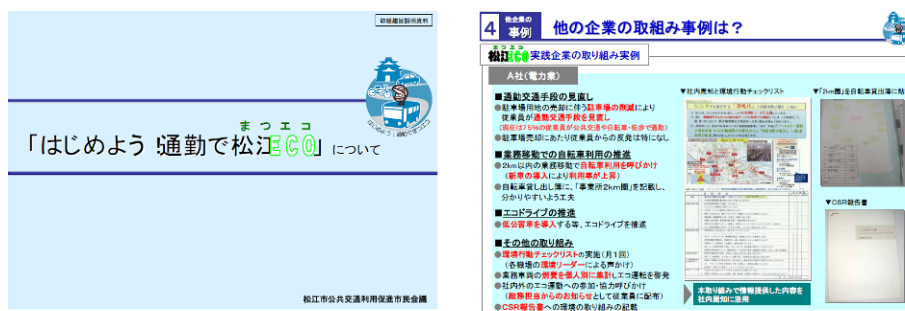 取組趣旨説明資料
まつエコ
「はじめよう!通勤で松江ECO」について
松江市公共交通利用促進市民会議
4 他企業の事例 他の企業の取組み事例は?
まつエコ
松江ECO実践企業の取り組み実例
A社(電力業)
■通勤交通手段の見直し
●駐車場用地の売却に伴う駐車場の削減により
従業員が通勤交通手段を見直し
(現在は75%の従業員が公共交通や自転車・徒歩で通勤)
●駐車場売却にあたり従業員からの反発は特になし
■業務移動での自転車利用の推進
●2km以内の業務移動で自転車利用を呼びかけ
(新車の導入により利用率が上昇)
●自転車貸し出し簿に、「事業所2km圏」を記載し、
分かりやすいよう工夫
■エコドライブの推進
●低公害車を導入する等、エコドライブを推進
■その他の取り組み
●環境行動チェックリストの実施(月1回)
(各職場の環境リーダーによる声かけ)
●業務車両の燃費を個人別に集計しエコ運転を啓発
●社内外のエコ運動への参加・協力呼びかけ
(総務担当からのお知らせとして従業員に配布)
●CSR報告書への環境の取り組みの記載
▼社内周知と環境行動チェックリスト
▼「2km圏」を自転車貸出簿に貼
▼CSR報告書
本取り組みで情報提供した内容を
社内周知に活用